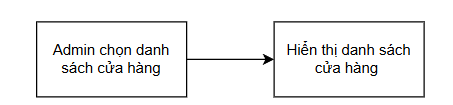 Admin chọn danh
sách cửa hàng
Hiển thị danh sách
cửa hàng